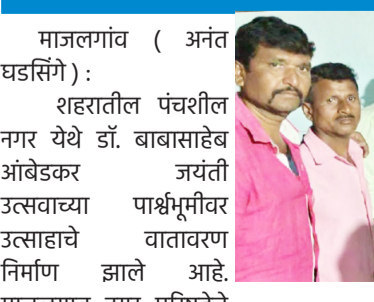 माजलगांव ( अनंत
घडसिंगे ) :
शहरातील पंचशील
नगर येथे डॉ. बाबासाहेब
आंबेडकर जयंती
उत्सवाच्या पार्श्वभूमीवर
उत्साहाचे वातावरण
निर्माण झाले आहे.